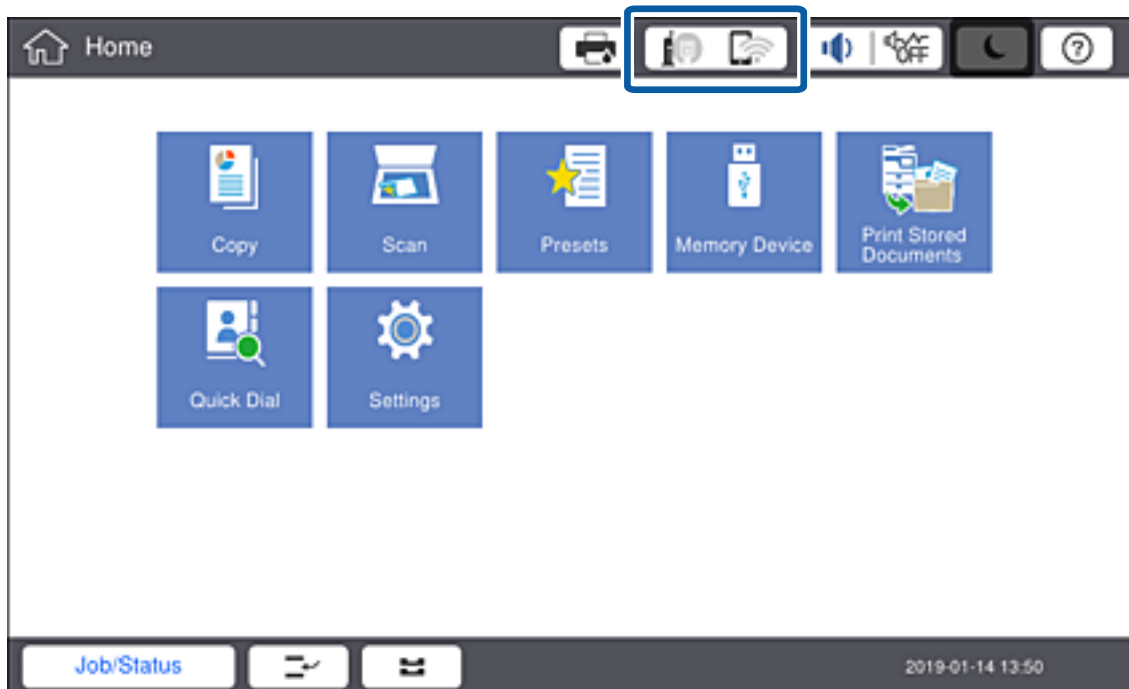 Home
OFF
?
Copy
Scan
Presets
Memory Device
Print Stored
Documents
Quick Dial
Settings
Job/Status
2019-01-14 13:50